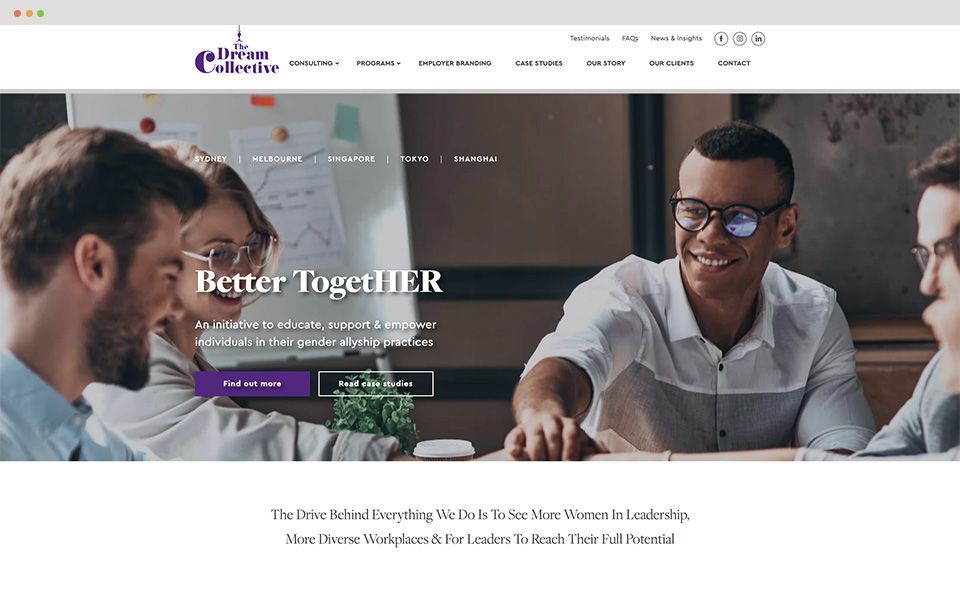 Testimonials FAQs News & Insights
The
Dream
Collective
CONSULTING PROGRAMS EMPLOYER BRANDING CASE STUDIES OUR STORY OUR CLIENTS CONTACT
SYDNEY | MELBOURNE | SINGAPORE | TOKYO | SHANGHAI
Better TogetHER
An initiative to educate, support & empower
individuals in their gender allyship practices
Find out more Read case studies
The Drive Behind Everything We Do Is To See More Women In Leadership,
More Diverse Workplaces & For Leaders To Reach Their Full Potential